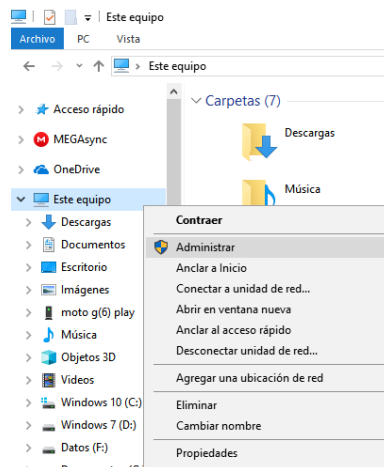 Este equipo
Archivo
PC
Vista
Este equipo
Acceso rápido
MEGAsync
OneDrive
Este equipo
Descargas
Documentos
Escritorio
Imágenes
moto g(6) play
Música
Objetos 3D
Videos
Windows 10 (C:)
Windows 7 (D:)
Datos (F:)
Carpetas (7)
Descargas
Música
Contraer
Administrar
Anclar a Inicio
Conectar a unidad de red...
Abrir en ventana nueva
Anclar al acceso rápido
Desconectar unidad de red...
Agregar una ubicación de red
Eliminar
Cambiar nombre
Propiedades